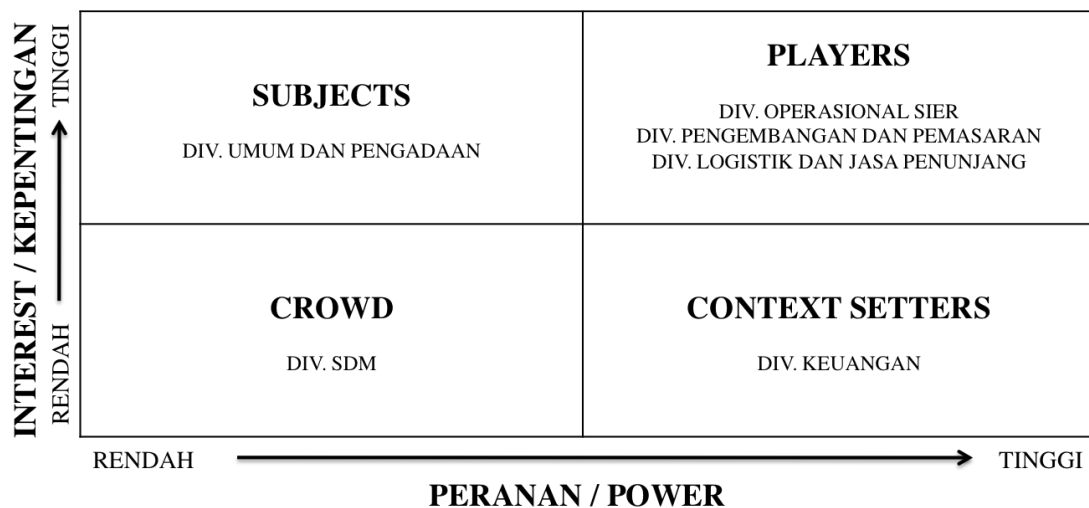 INTEREST / KEPENTINGAN
TINGGI
RENDAH
SUBJECTS
DIV. UMUM DAN PENGADAAN
PLAYERS
DIV. OPERASIONAL SIER
DIV. PENGEMBANGAN DAN PEMASARAN
DIV. LOGISTIK DAN JASA PENUNJANG
CROWD
DIV. SDM
CONTEXT SETTERS
DIV. KEUANGAN
RENDAH
TINGGI
PERANAN / POWER